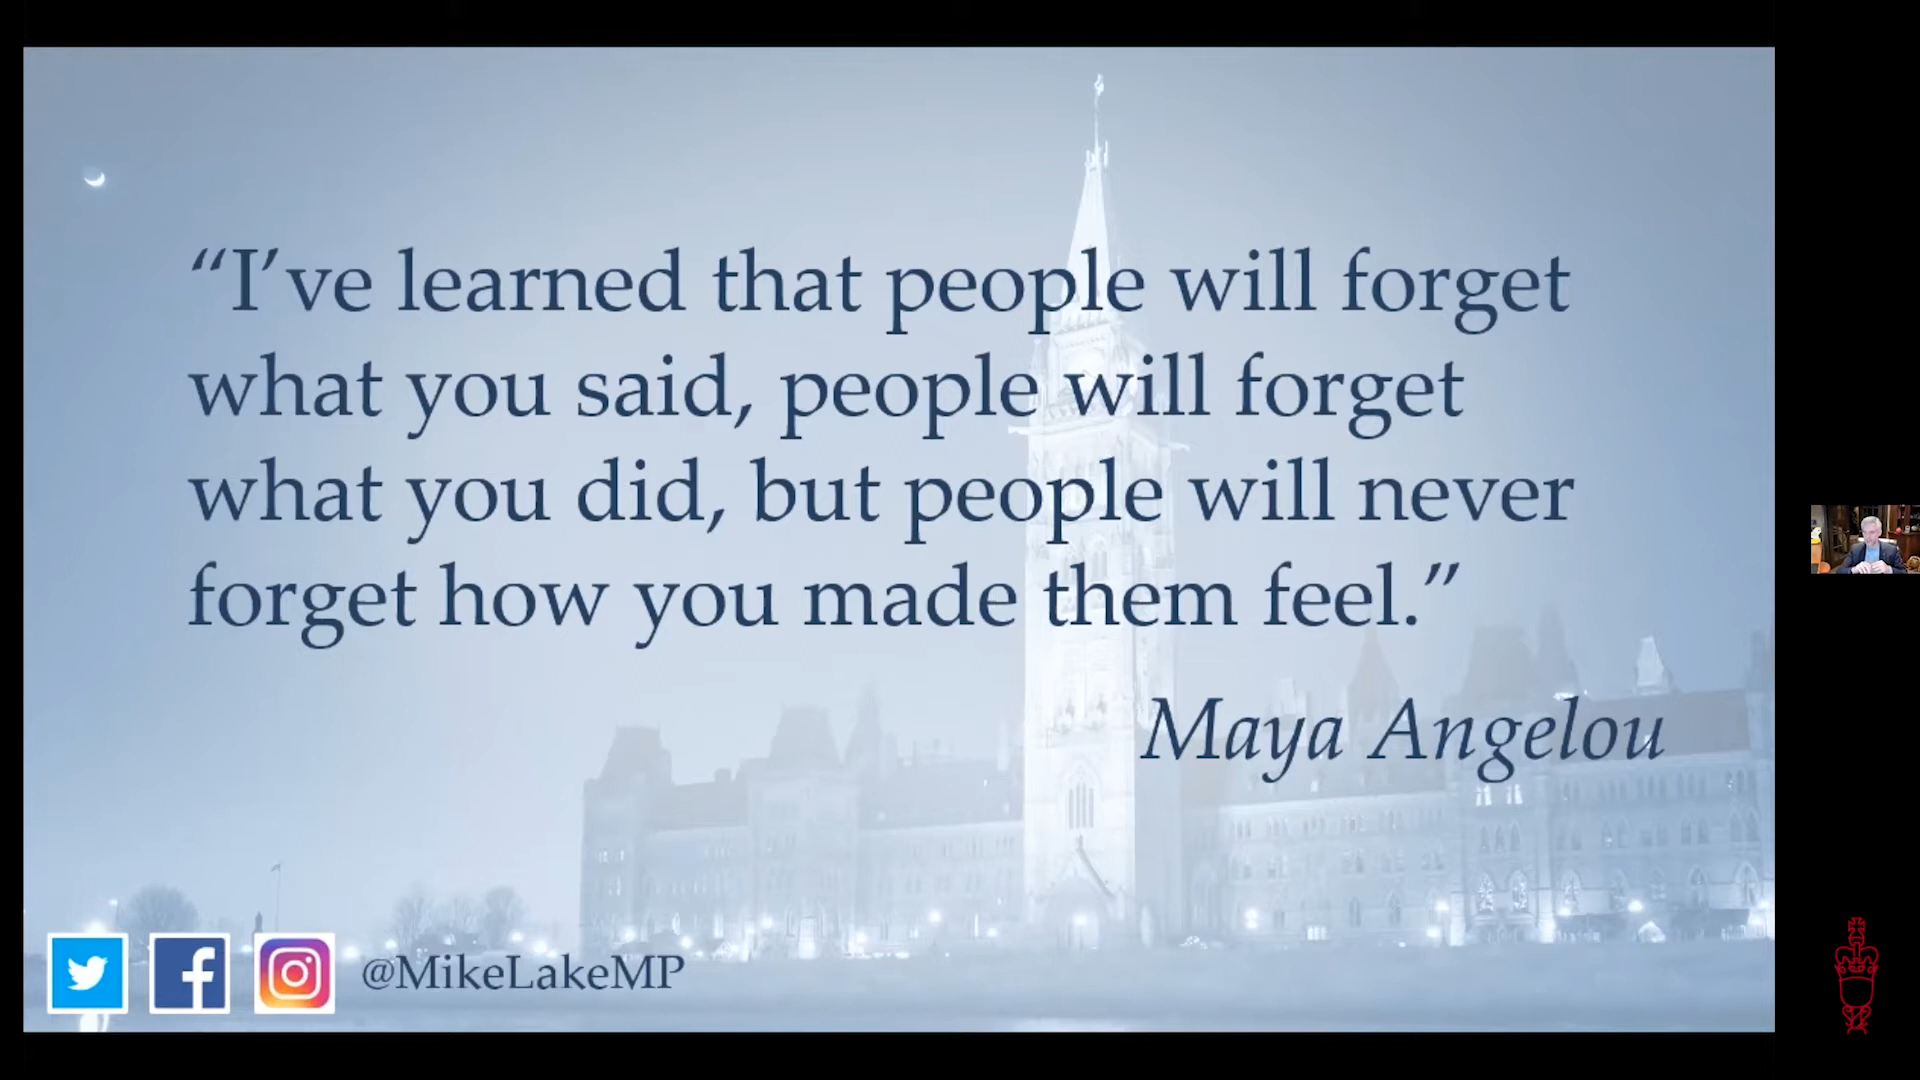 “I’ve learned that people will forget
what you said, people will forget
what you did, but people will never
forget how you made them feel.”
Maya Angelou
@MikeLakeMP